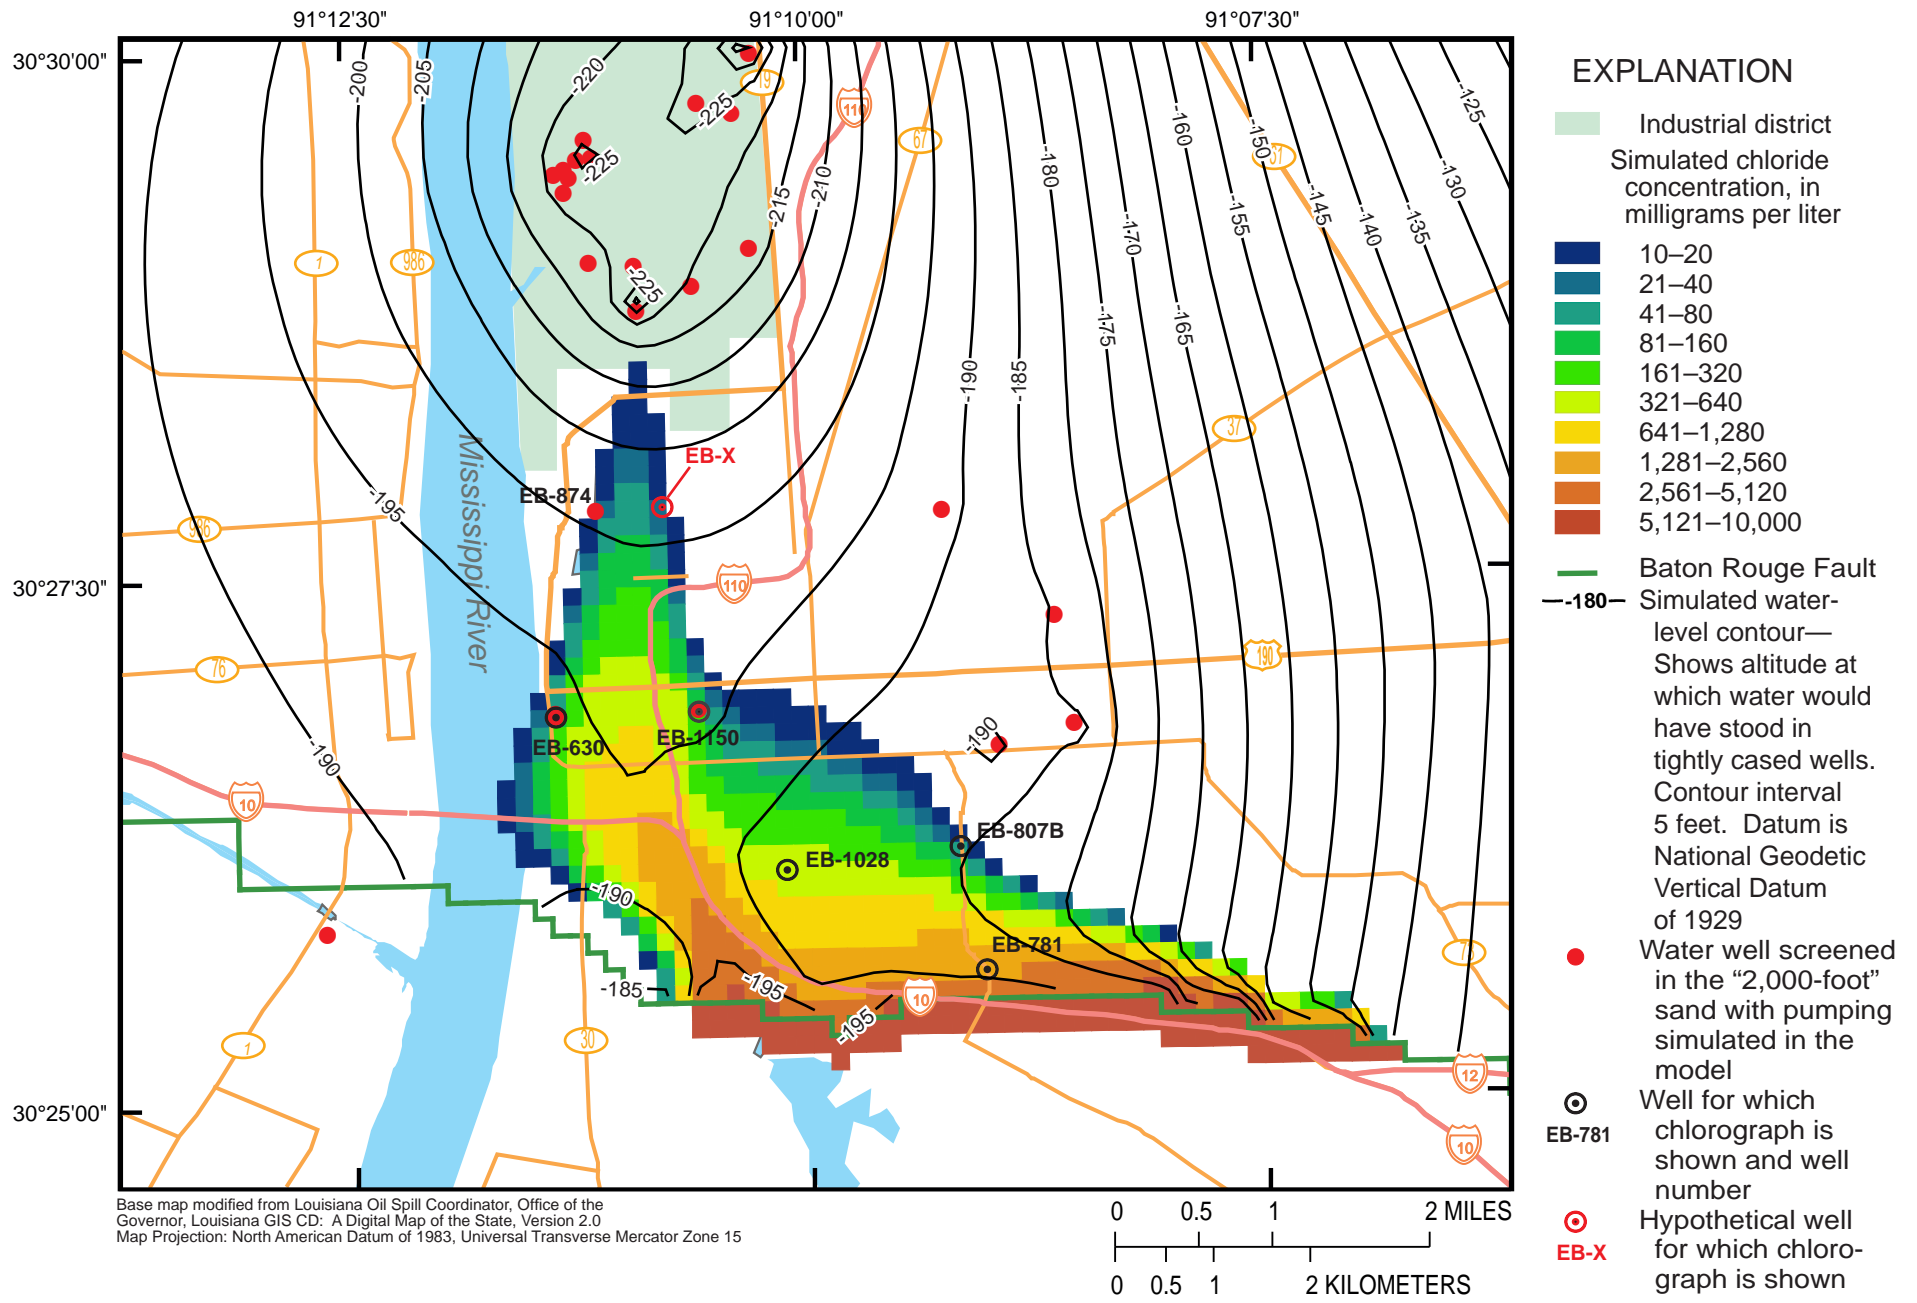 91°12'30"
91°10'00"
91°07'30"
30°30'00"
30°27'30"
30°25'00"
-200
-205
-220
-225
-225
-225
-215
-210
-180
-170
-175
-160
-165
-150
-155
-145
-140
-135
-130
-125
-190
-185
-195
-190
-190
-190
-185
-195
-195
19
110
67
61
1
986
37
986
110
76
190
10
73
10
30
1
12
10
Mississippi River
EB-X
EB-874
EB-630
EB-1150
EB-807B
EB-1028
EB-781
EXPLANATION
Industrial district
Simulated chloride
concentration, in
milligrams per liter
10–20
21–40
41–80
81–160
161–320
321–640
641–1,280
1,281–2,560
2,561–5,120
5,121–10,000
Baton Rouge Fault
-180 Simulated water-
level contour—
Shows altitude at
which water would
have stood in
tightly cased wells.
Contour interval
5 feet. Datum is
National Geodetic
Vertical Datum
of 1929
Water well screened
in the “2,000-foot”
sand with pumping
simulated in the
model
Well for which
EB-781 chlorograph is
shown and well
number
Hypothetical well
EB-X for which chloro-
graph is shown
Base map modified from Louisiana Oil Spill Coordinator, Office of the
Governor, Louisiana GIS CD: A Digital Map of the State, Version 2.0
Map Projection: North American Datum of 1983, Universal Transverse Mercator Zone 15
0 0.5 1 2 MILES
0 0.5 1 2 KILOMETERS